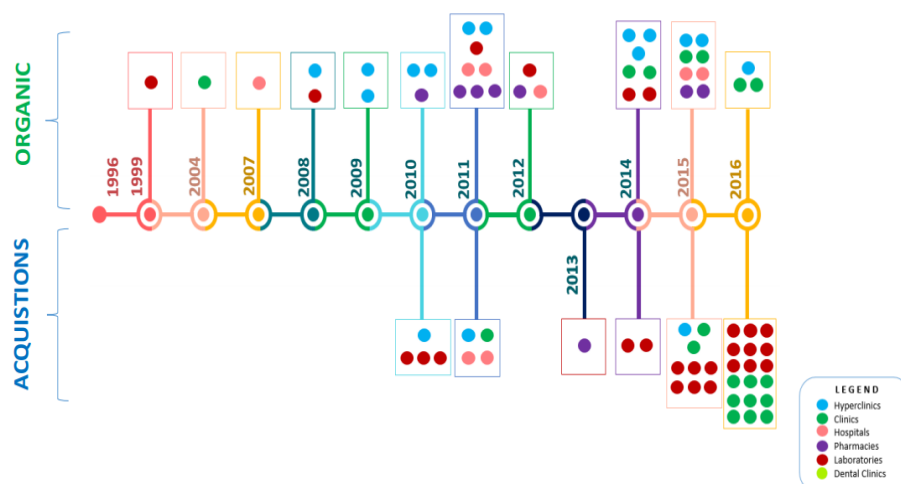 ORGANIC
1996
1999
2004
2007
2008
2009
2010
2011
2012
2013
2014
2015
2016
ACQUISTIONS
LEGEND
Hyperclinics
Clinics
Hospitals
Pharmacies
Laboratories
Dental Clinics